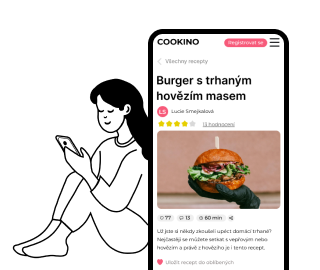 COOKINO
Registrovat se
Všechny recepty
Burger s trhaným
hovězím masem
LS Lucie Smejkalová
13 hodnocení
77 13 60 min
Už jste si někdy zkoušeli upéct domácí trhané?
Nejčastěji se můžete setkat s vepřovým nebo
hovězím a právě z hovězího je i tento recept.
Uložit recept do oblíbených